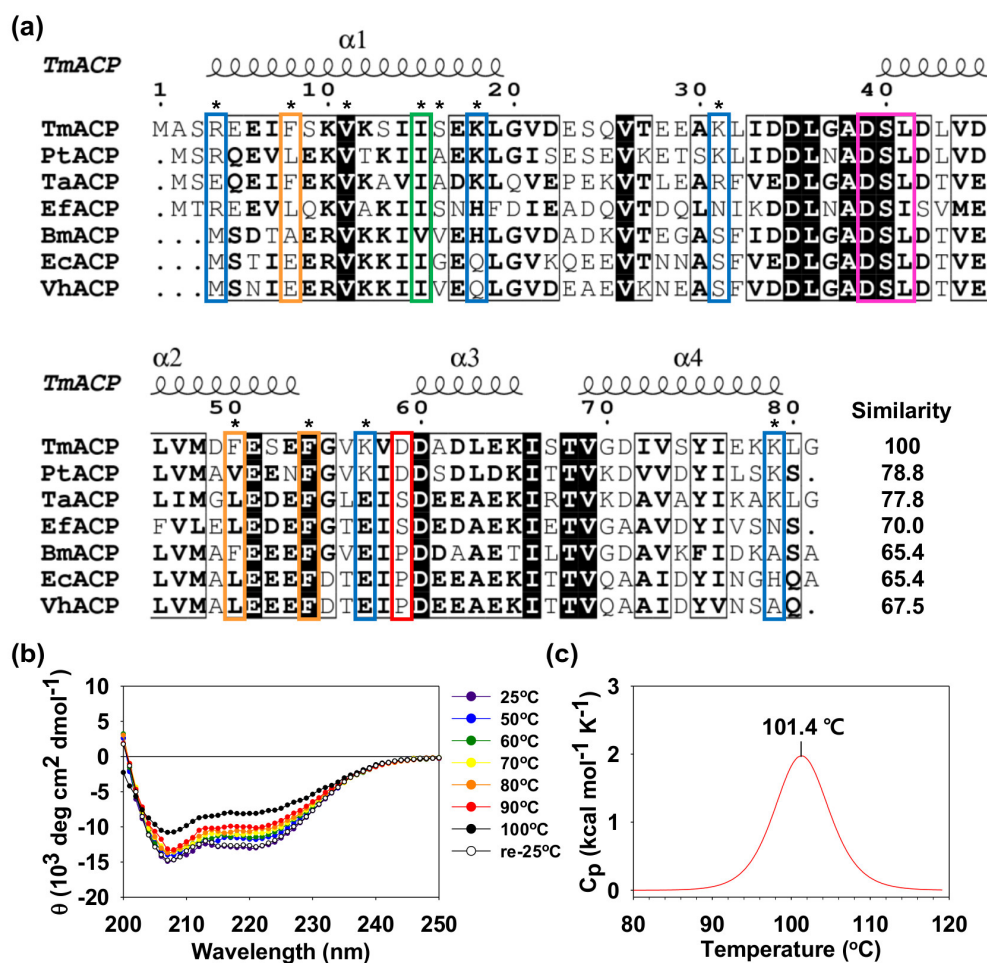 (a)
α1
TmACP
1 10 20 30 40
* * * * * * *
TmACP MASREEIFSKVKSIISEKLGVDESQVTEEAKLIDDLGADSLDLVD
PtACP .MSRQEVLEKVTKIIAEKLGISESEVKETSKLIDDLNADSLDLVD
TaACP .MSEQEIFEKVKAVIADKLQVEPEKVTLEARFVEDLGADSLDTVE
EfACP .MTREEVLQKVAKIISNHFDIEADQVTDQLNIKDDLNADSISVME
BmACP ...MSDTAERVKKIVVEHLGVDADKVTEGASFIDDLGADSLDTVE
EcACP ...MSTIEERVKKIIGEQLGVKQEEVTNNASFVDDLGADSLDTVE
VhACP ...MSNIEERVKKIIVEQLGVDEAEVKNEASFVDDLGADSLDTVE
α2 α3 α4
TmACP
50 60 70 80 Similarity
* * * *
TmACP LVMDFESEFGVKVDDADLEKISTVGDIVSYIEKKLG 100
PtACP LVMAVEENFGVKIDDSDLEKITTVKDVVDYILSKS. 78.8
TaACP LIMGLEDEFGLEISDEDAEKIRTVGDAVAYIKAKLG 77.8
EfACP FVLELEDEFGTEISDEDAEKIETVGAAVDYIVSNS. 70.0
BmACP LVMAFEEEFGVEIPDDAAETILTVGDAVKFIDKASA 65.4
EcACP LVMALEEEFDTEIPDEEAEKITTVQAAIDYINGHQA 65.4
VhACP LVMALEEEFDTEIPDEEAEKITTVQAAIDYVNSAQ. 67.5
(b)
θ (10³ deg cm² dmol⁻¹)
10
5
0
-5
-10
-15
-20
200 210 220 230 240 250
Wavelength (nm)
25ºC
50ºC
60ºC
70ºC
80ºC
90ºC
100ºC
re-25ºC
(c)
Cp (kcal mol⁻¹ K⁻¹)
3
2
1
0
101.4 ℃
80 90 100 110 120
Temperature (ºC)